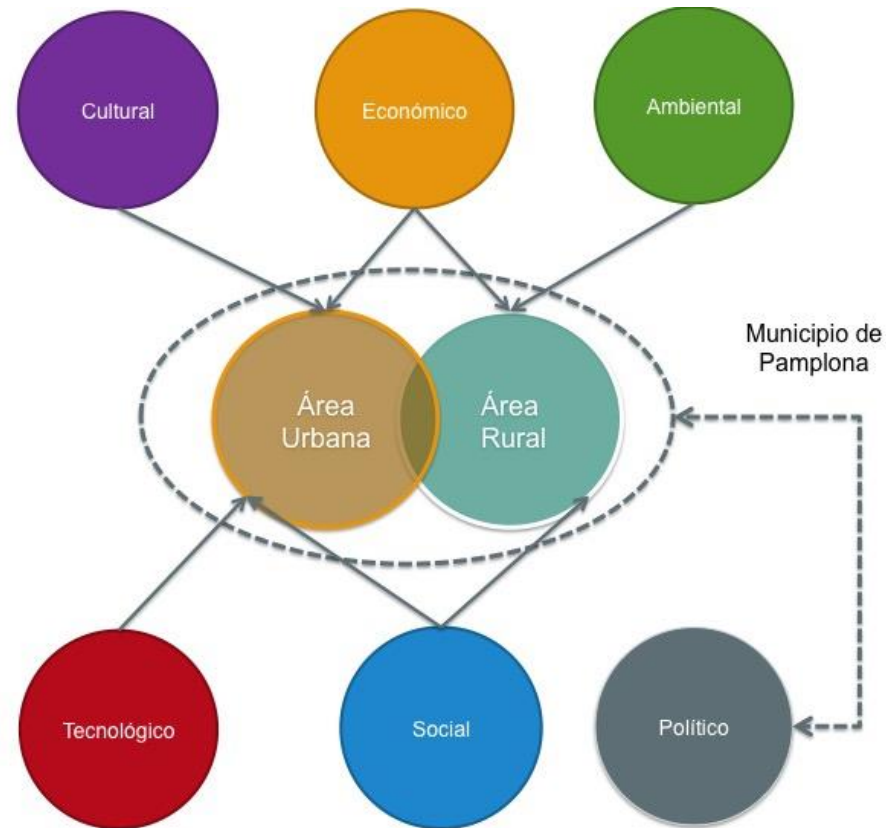 Cultural
Económico
Ambiental
Municipio de
Pamplona
Área
Urbana
Área
Rural
Tecnológico
Social
Político